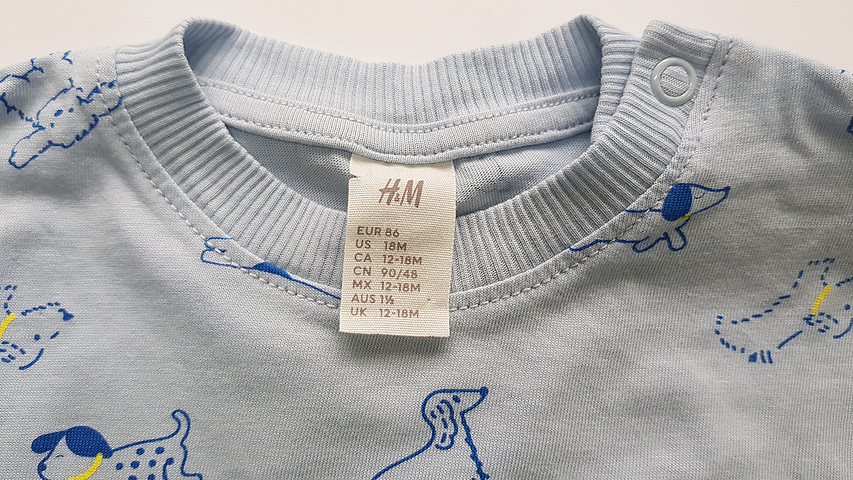 H&M
EUR 86
US 18M
CA 12-18M
CN 90/48
MX 12-18M
AUS 1½
UK 12-18M